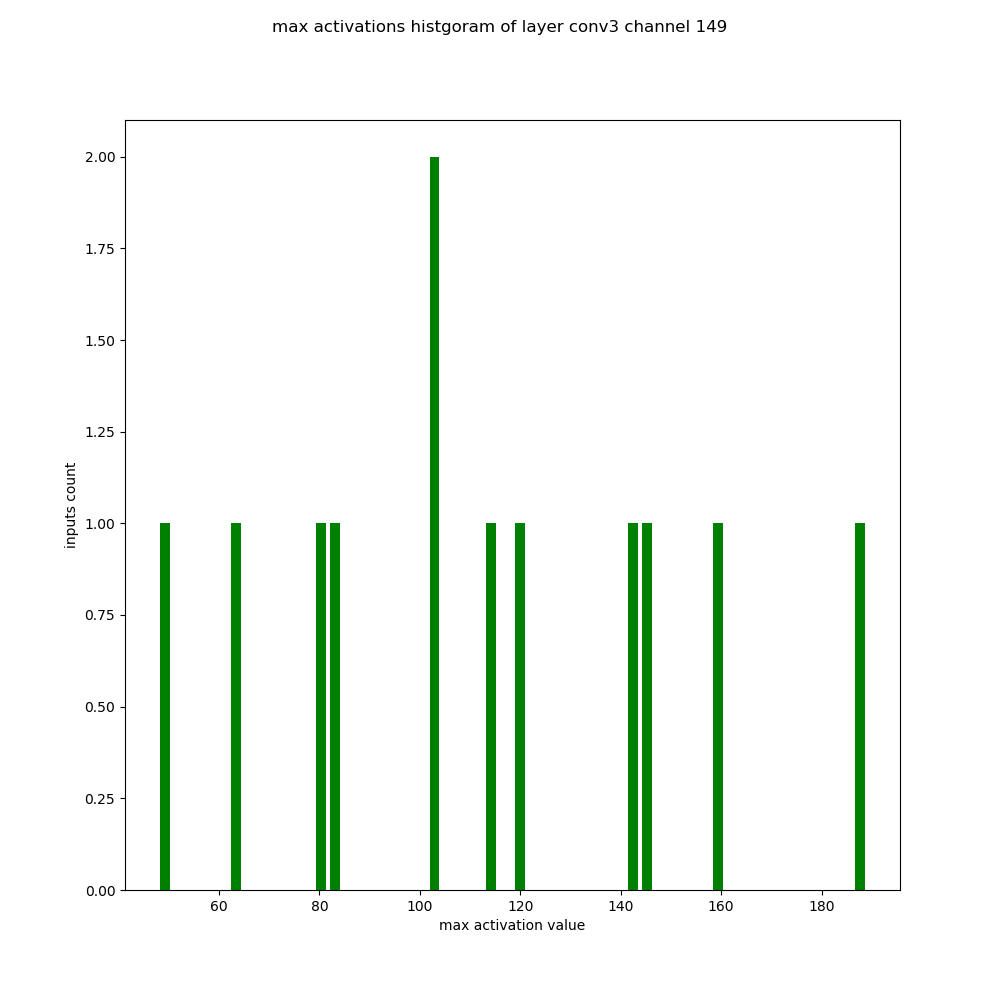 max activations histgoram of layer conv3 channel 149
2.00
1.75
1.50
1.25
1.00
0.75
0.50
0.25
0.00
inputs count
60 80 100 120 140 160 180
max activation value